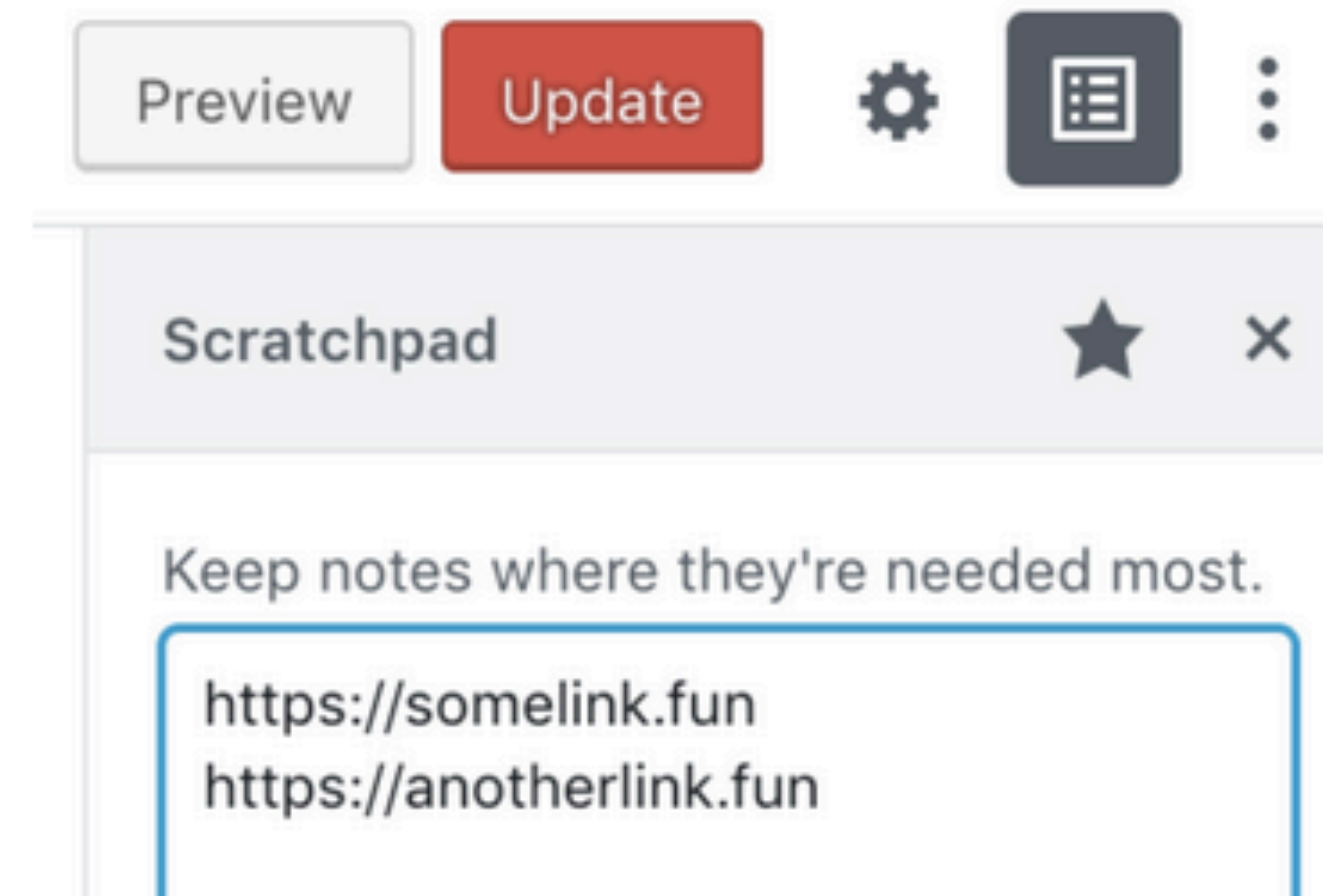 Preview Update
Scratchpad
Keep notes where they're needed most.
https://somelink.fun
https://anotherlink.fun